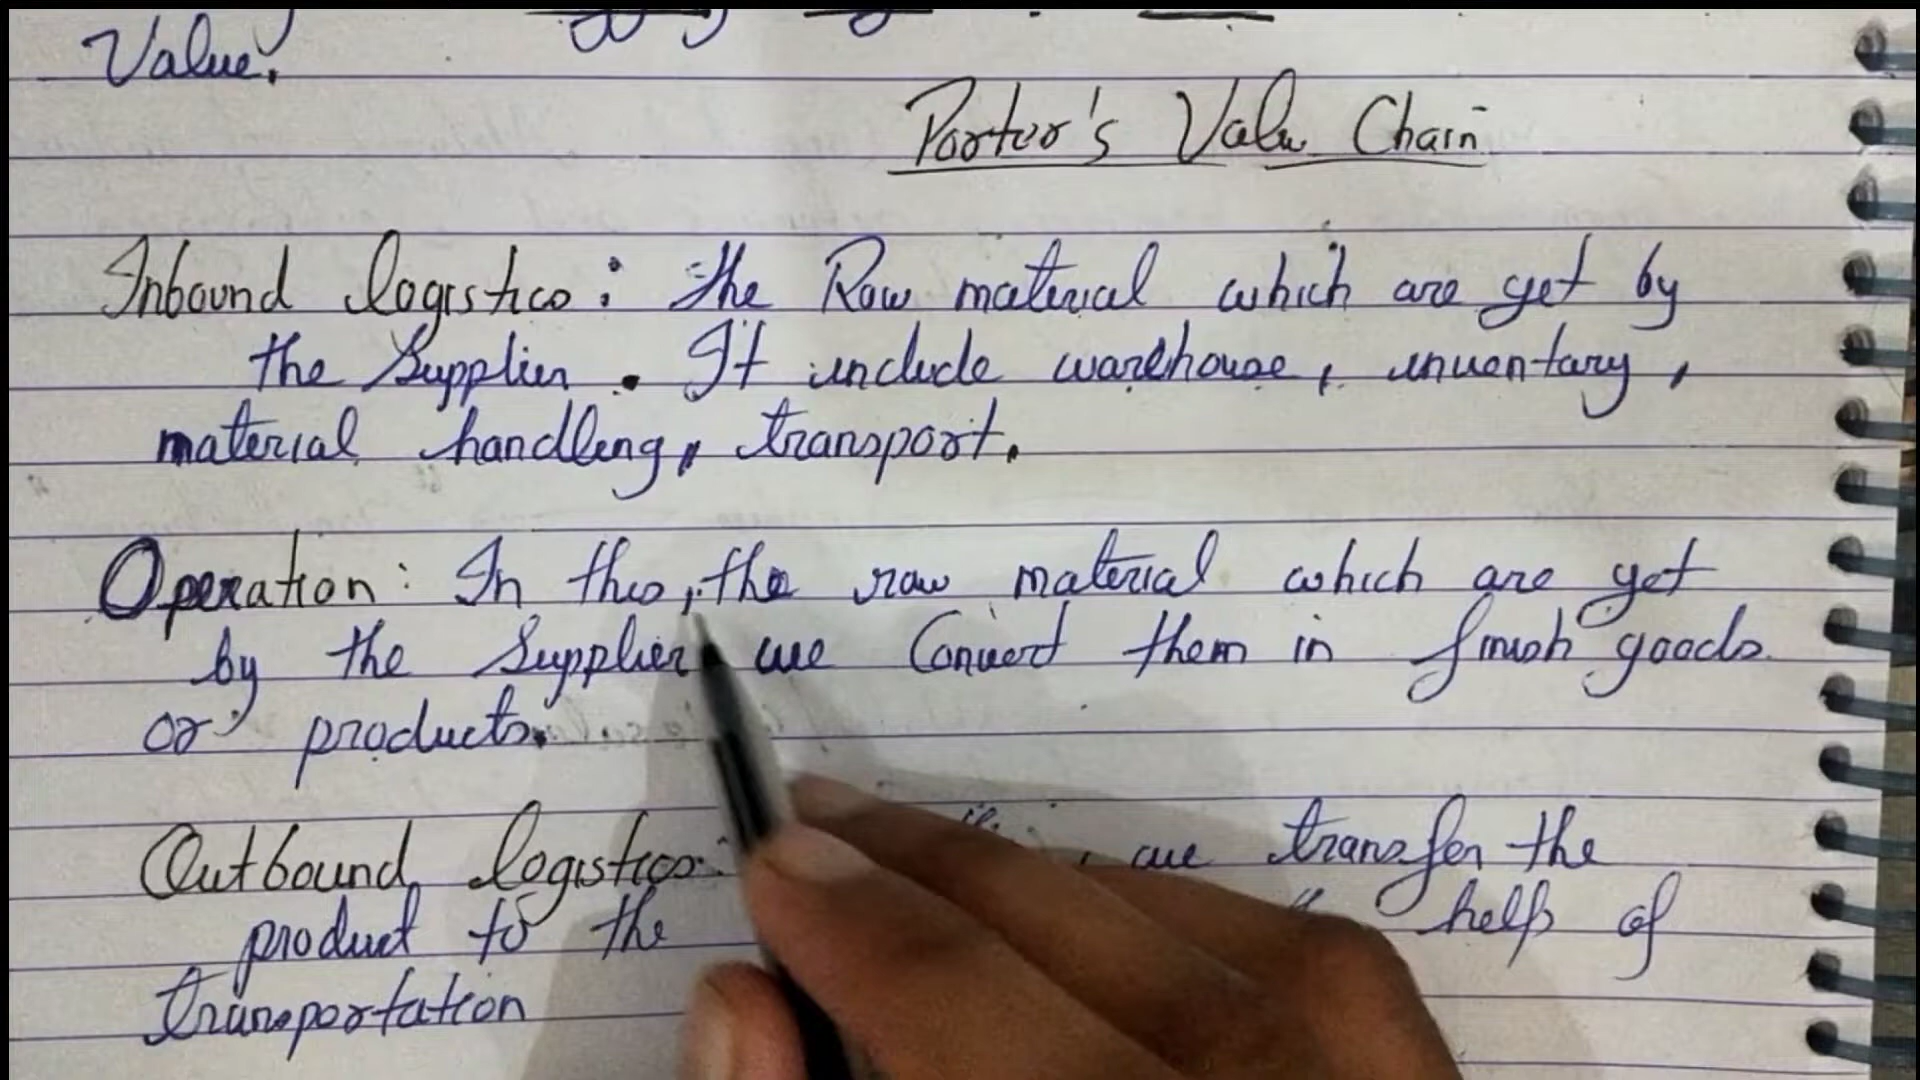 Value.
Porter's Value Chain
Inbound logistics: the Raw material which are get by
the Supplier. It include warehouse, inventary,
material handling, transport.
Operation: In this, the raw material which are get
by the Supplier we Convert them in finish goods
or products.
Outbound logistics: we transfer the
product to the help of
transportation